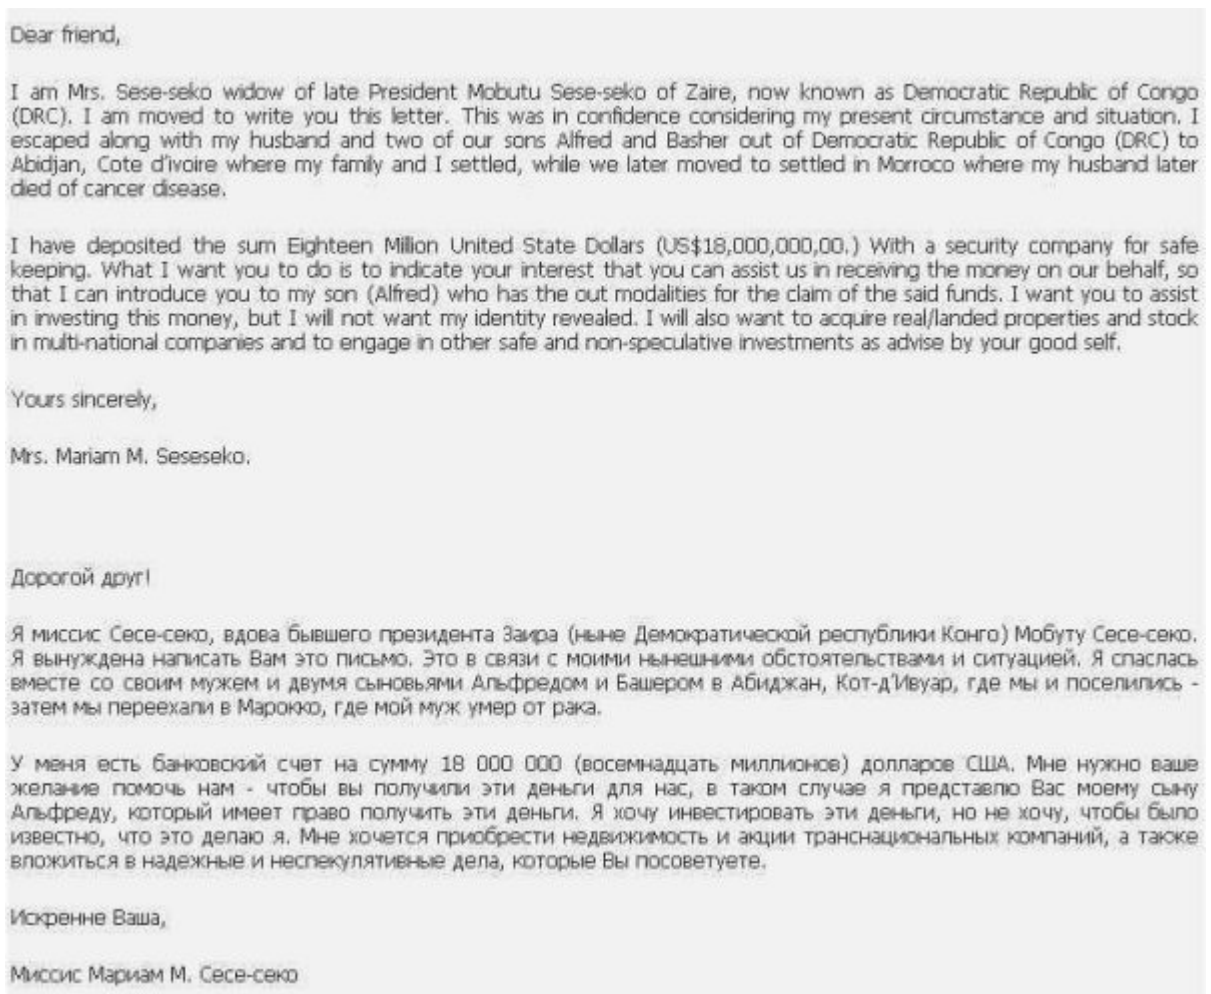 Dear friend,
I am Mrs. Sese-seko widow of late President Mobutu Sese-seko of Zaire, now known as Democratic Republic of Congo
(DRC). I am moved to write you this letter. This was in confidence considering my present circumstance and situation. I
escaped along with my husband and two of our sons Alfred and Basher out of Democratic Republic of Congo (DRC) to
Abidjan, Cote d'ivoire where my family and I settled, while we later moved to settled in Morroco where my husband later
died of cancer disease.
I have deposited the sum Eighteen Million United State Dollars (US$18,000,000,00.) With a security company for safe
keeping. What I want you to do is to indicate your interest that you can assist us in receiving the money on our behalf, so
that I can introduce you to my son (Alfred) who has the out modalities for the claim of the said funds. I want you to assist
in investing this money, but I will not want my identity revealed. I will also want to acquire real/landed properties and stock
in multi-national companies and to engage in other safe and non-speculative investments as advise by your good self.
Yours sincerely,
Mrs. Mariam M. Seseseko.
Дорогой друг!
Я миссис Сесе-секо, вдова бывшего президента Заира (ныне Демократической республики Конго) Мобуту Сесе-секо.
Я вынуждена написать Вам это письмо. Это в связи с моими нынешними обстоятельствами и ситуацией. Я спаслась
вместе со своим мужем и двумя сыновьями Альфредом и Башером в Абиджан, Кот-д'Ивуар, где мы и поселились -
затем мы переехали в Марокко, где мой муж умер от рака.
У меня есть банковский счет на сумму 18 000 000 (восемнадцать миллионов) долларов США. Мне нужно ваше
желание помочь нам - чтобы вы получили эти деньги для нас, в таком случае я представлю Вас моему сыну
Альфреду, который имеет право получить эти деньги. Я хочу инвестировать эти деньги, но не хочу, чтобы было
известно, что это делаю я. Мне хочется приобрести недвижимость и акции транснациональных компаний, а также
вложиться в надежные и неспекулятивные дела, которые Вы посоветуете.
Искренне Ваша,
Миссис Мариам М. Сесе-секо